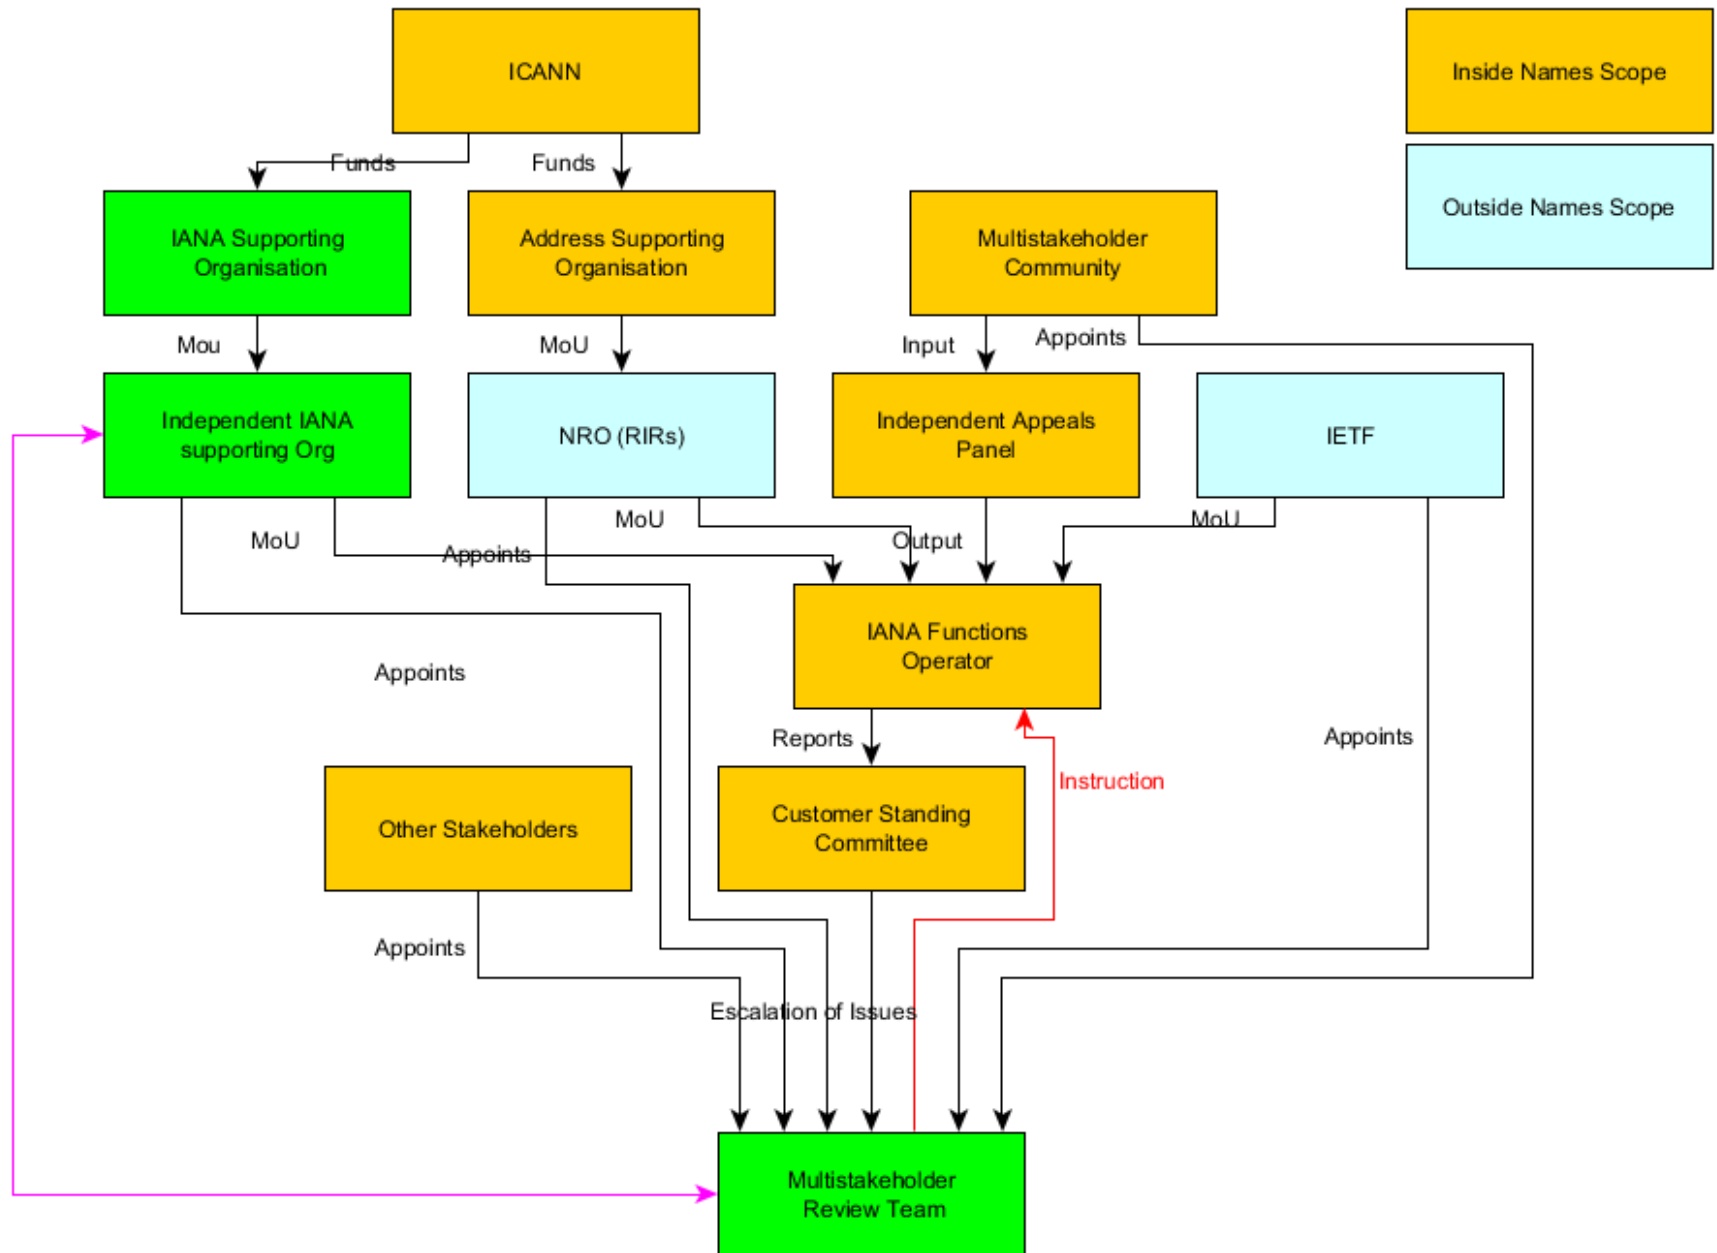 ICANN
Inside Names Scope
Funds
Funds
Outside Names Scope
IANA Supporting
Organisation
Address Supporting
Organisation
Multistakeholder
Community
Mou
MoU
Input
Appoints
Independent IANA
supporting Org
NRO (RIRs)
Independent Appeals
Panel
IETF
MoU
MoU
Appoints
Output
MoU
IANA Functions
Operator
Appoints
Reports
Appoints
Instruction
Other Stakeholders
Customer Standing
Committee
Appoints
Escalation of Issues
Multistakeholder
Review Team